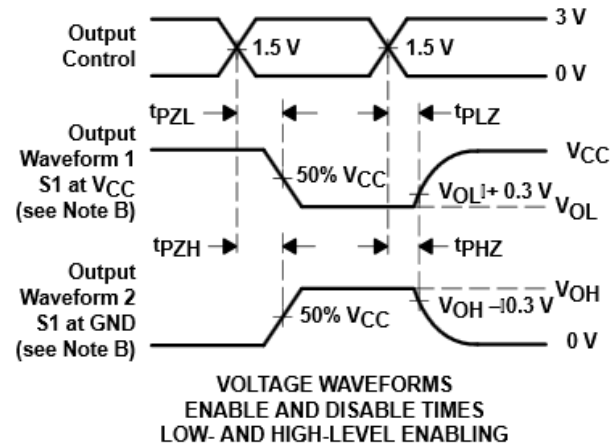 Output
Control
1.5 V
1.5 V
3 V
0 V
tPZL
tPLZ
Output
Waveform 1
S1 at VCC
(see Note B)
50% VCC
VCC
VOL + 0.3 V
VOL
tPZH
tPHZ
Output
Waveform 2
S1 at GND
(see Note B)
50% VCC
VOH
VOH – 0.3 V
0 V
VOLTAGE WAVEFORMS
ENABLE AND DISABLE TIMES
LOW- AND HIGH-LEVEL ENABLING